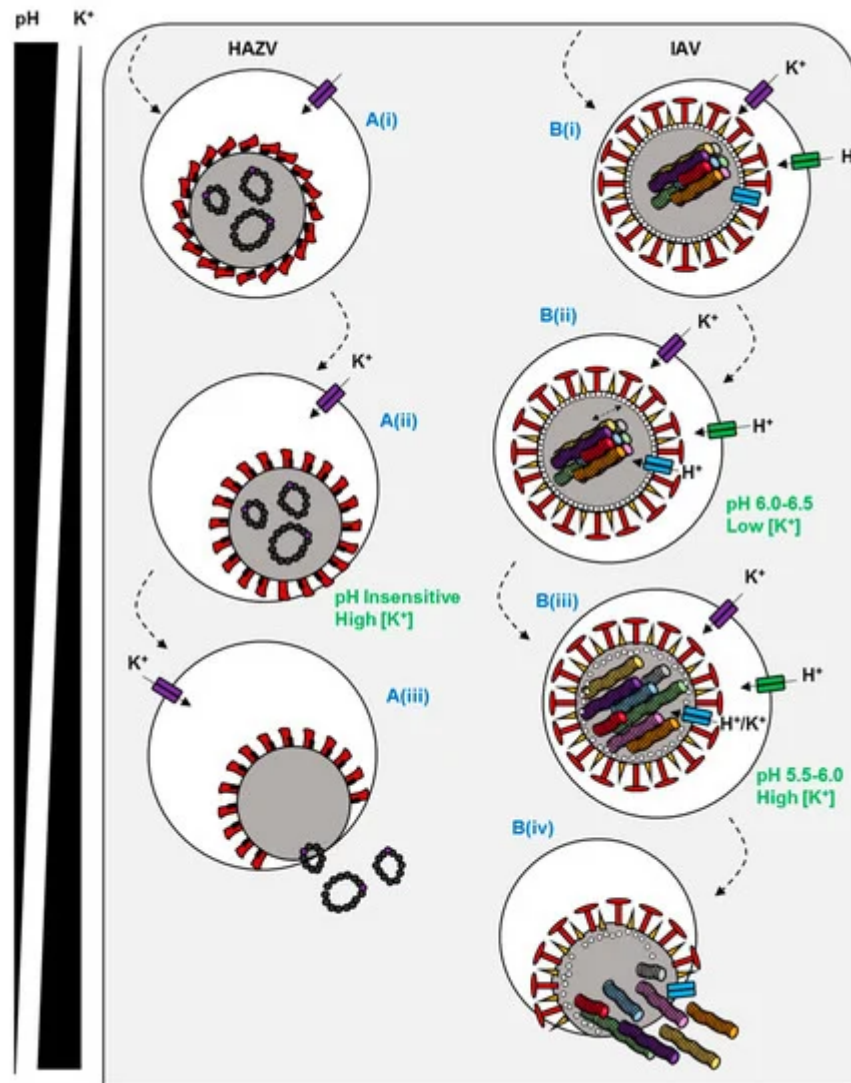 pH K⁺
HAZV
IAV
A(i)
K⁺
B(i)
H
B(ii)
K⁺
K⁺
A(ii)
H⁺
H⁺
pH 6.0-6.5
Low [K⁺]
pH Insensitive
High [K⁺]
K⁺
B(iii)
K⁺
A(iii)
H⁺
H⁺/K⁺
pH 5.5-6.0
High [K⁺]
B(iv)